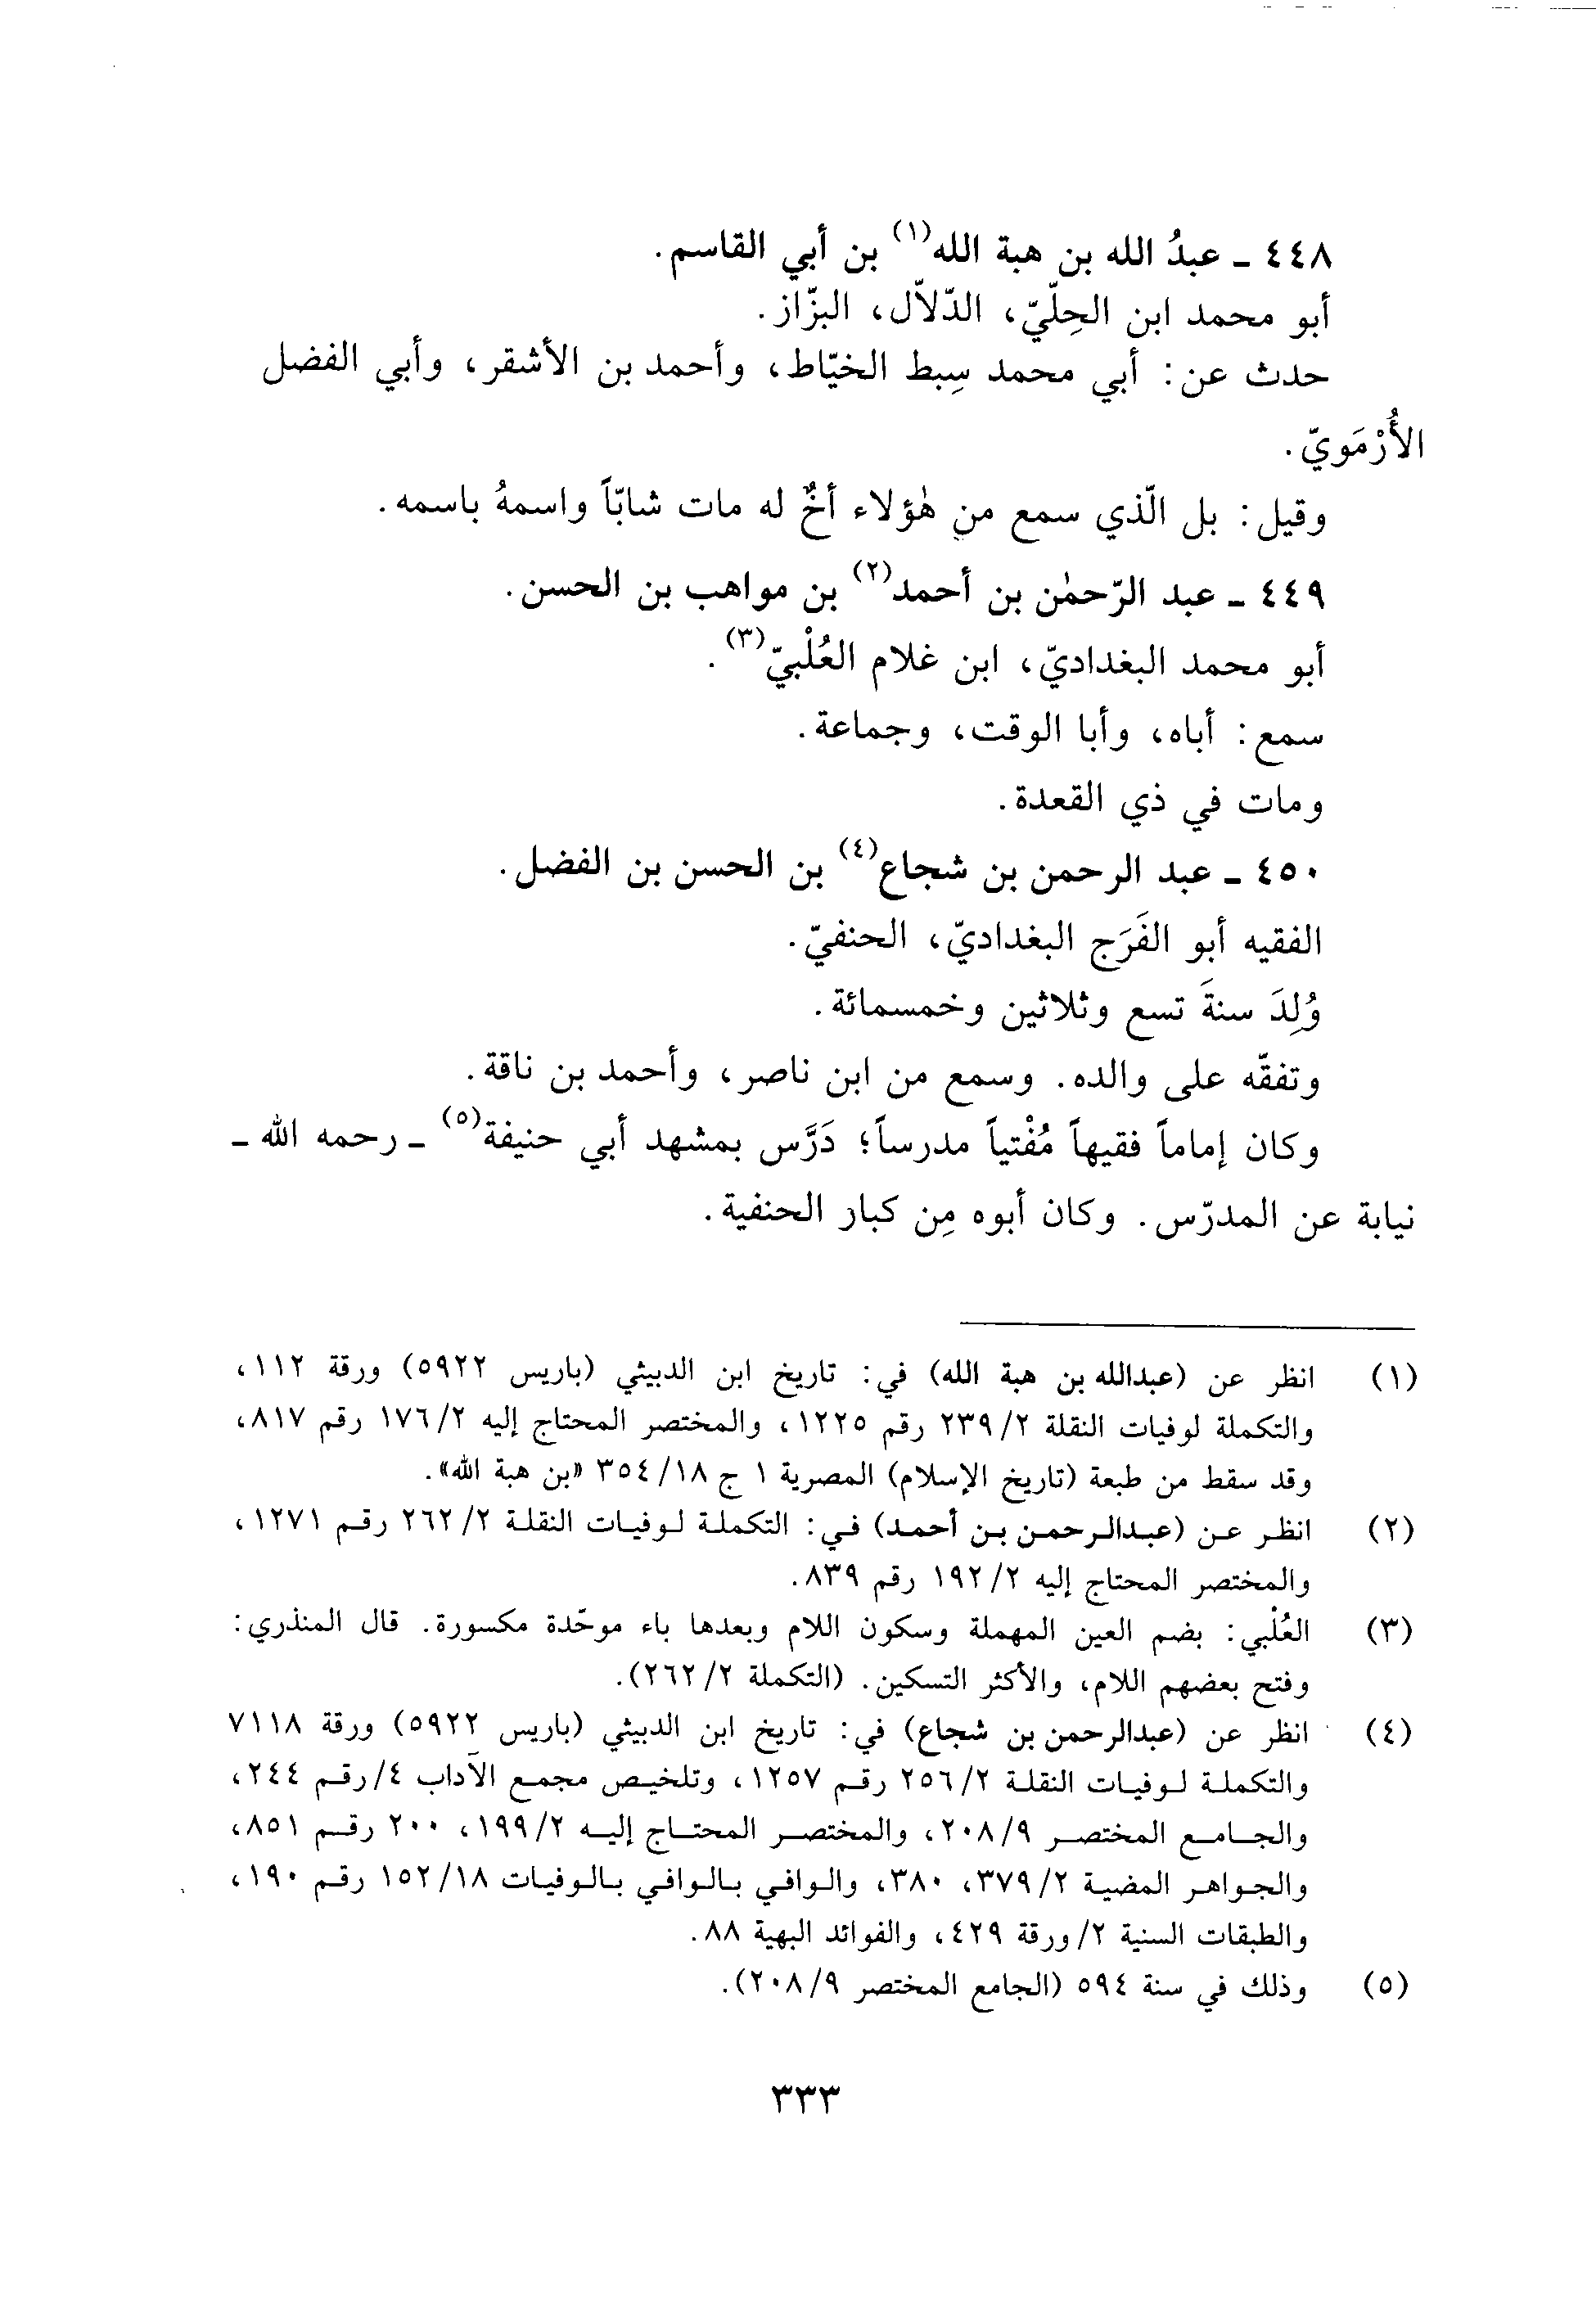 ٤٤٨ ـ عبدُ الله بن هبة الله(١) بن أبي القاسم.
أبو محمد ابن الحِلّيّ، الدّلاّل، البزّاز.
حدث عن: أبي محمد سِبط الخيّاط، وأحمد بن الأشقر، وأبي الفضل
الأُرْمَويّ.
وقيل: بل الّذي سمع من هٰؤلاء أخٌ له مات شابّاً واسمهُ باسمه.
٤٤٩ ـ عبد الرّحمٰن بن أحمد(٢) بن مواهب بن الحسن.
أبو محمد البغداديّ، ابن غلام العُلْبيّ(٣).
سمع: أباه، وأبا الوقت، وجماعة.
ومات في ذي القعدة.
٤٥٠ ـ عبد الرحمن بن شجاع(٤) بن الحسن بن الفضل.
الفقيه أبو الفَرَج البغداديّ، الحنفيّ.
وُلِدَ سنةَ تسع وثلاثين وخمسمائة.
وتفقّه على والده. وسمع من ابن ناصر، وأحمد بن ناقة.
وكان إماماً فقيهاً مُفْتياً مدرساً؛ دَرَّس بمشهد أبي حنيفة(٥) ـ رحمه الله ـ
نيابة عن المدرّس. وكان أبوه مِن كبار الحنفية.
(١) انظر عن (عبدالله بن هبة الله) في: تاريخ ابن الدبيثي (باريس ٥٩٢٢) ورقة ١١٢،
والتكملة لوفيات النقلة ٢/ ٢٣٩ رقم ١٢٢٥، والمختصر المحتاج إليه ٢/ ١٧٦ رقم ٨١٧،
وقد سقط من طبعة (تاريخ الإسلام) المصرية ١ ج ١٨/ ٣٥٤ «بن هبة الله».
(٢) انظر عن (عبدالرحمن بن أحمد) في: التكملة لوفيات النقلة ٢/ ٢٦٢ رقم ١٢٧١،
والمختصر المحتاج إليه ٢/ ١٩٢ رقم ٨٣٩.
(٣) العُلْبي: بضم العين المهملة وسكون اللام وبعدها باء موحّدة مكسورة. قال المنذري:
وفتح بعضهم اللام، والأكثر التسكين. (التكملة ٢/ ٢٦٢).
(٤) انظر عن (عبدالرحمن بن شجاع) في: تاريخ ابن الدبيثي (باريس ٥٩٢٢) ورقة ٧١١٨
والتكملة لوفيات النقلة ٢/ ٢٥٦ رقم ١٢٥٧، وتلخيص مجمع الآداب ٤/رقم ٢٤٤،
والجامع المختصر ٩/ ٢٠٨، والمختصر المحتاج إليه ٢/ ١٩٩، ٢٠٠ رقم ٨٥١،
والجواهر المضية ٢/ ٣٧٩، ٣٨٠، والوافي بالوافي بالوفيات ١٨/ ١٥٢ رقم ١٩٠،
والطبقات السنية ٢/ ورقة ٤٢٩، والفوائد البهية ٨٨.
(٥) وذلك في سنة ٥٩٤ (الجامع المختصر ٩/ ٢٠٨).
٣٣٣